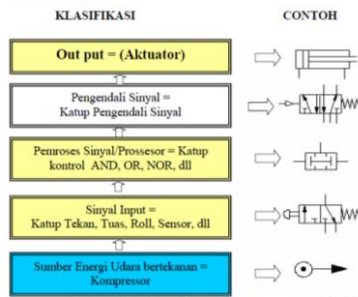 KLASIFIKASI
CONTOH
Out put = (Aktuator)
Pengendali Sinyal =
Katup Pengendali Sinyal
Pemroses Sinyal/Prossesor = Katup
kontrol AND, OR, NOR, dll
Sinyal Input =
Katup Tekan, Tuas, Roll, Sensor, dll
Sumber Energi Udara bertekanan =
Kompressor